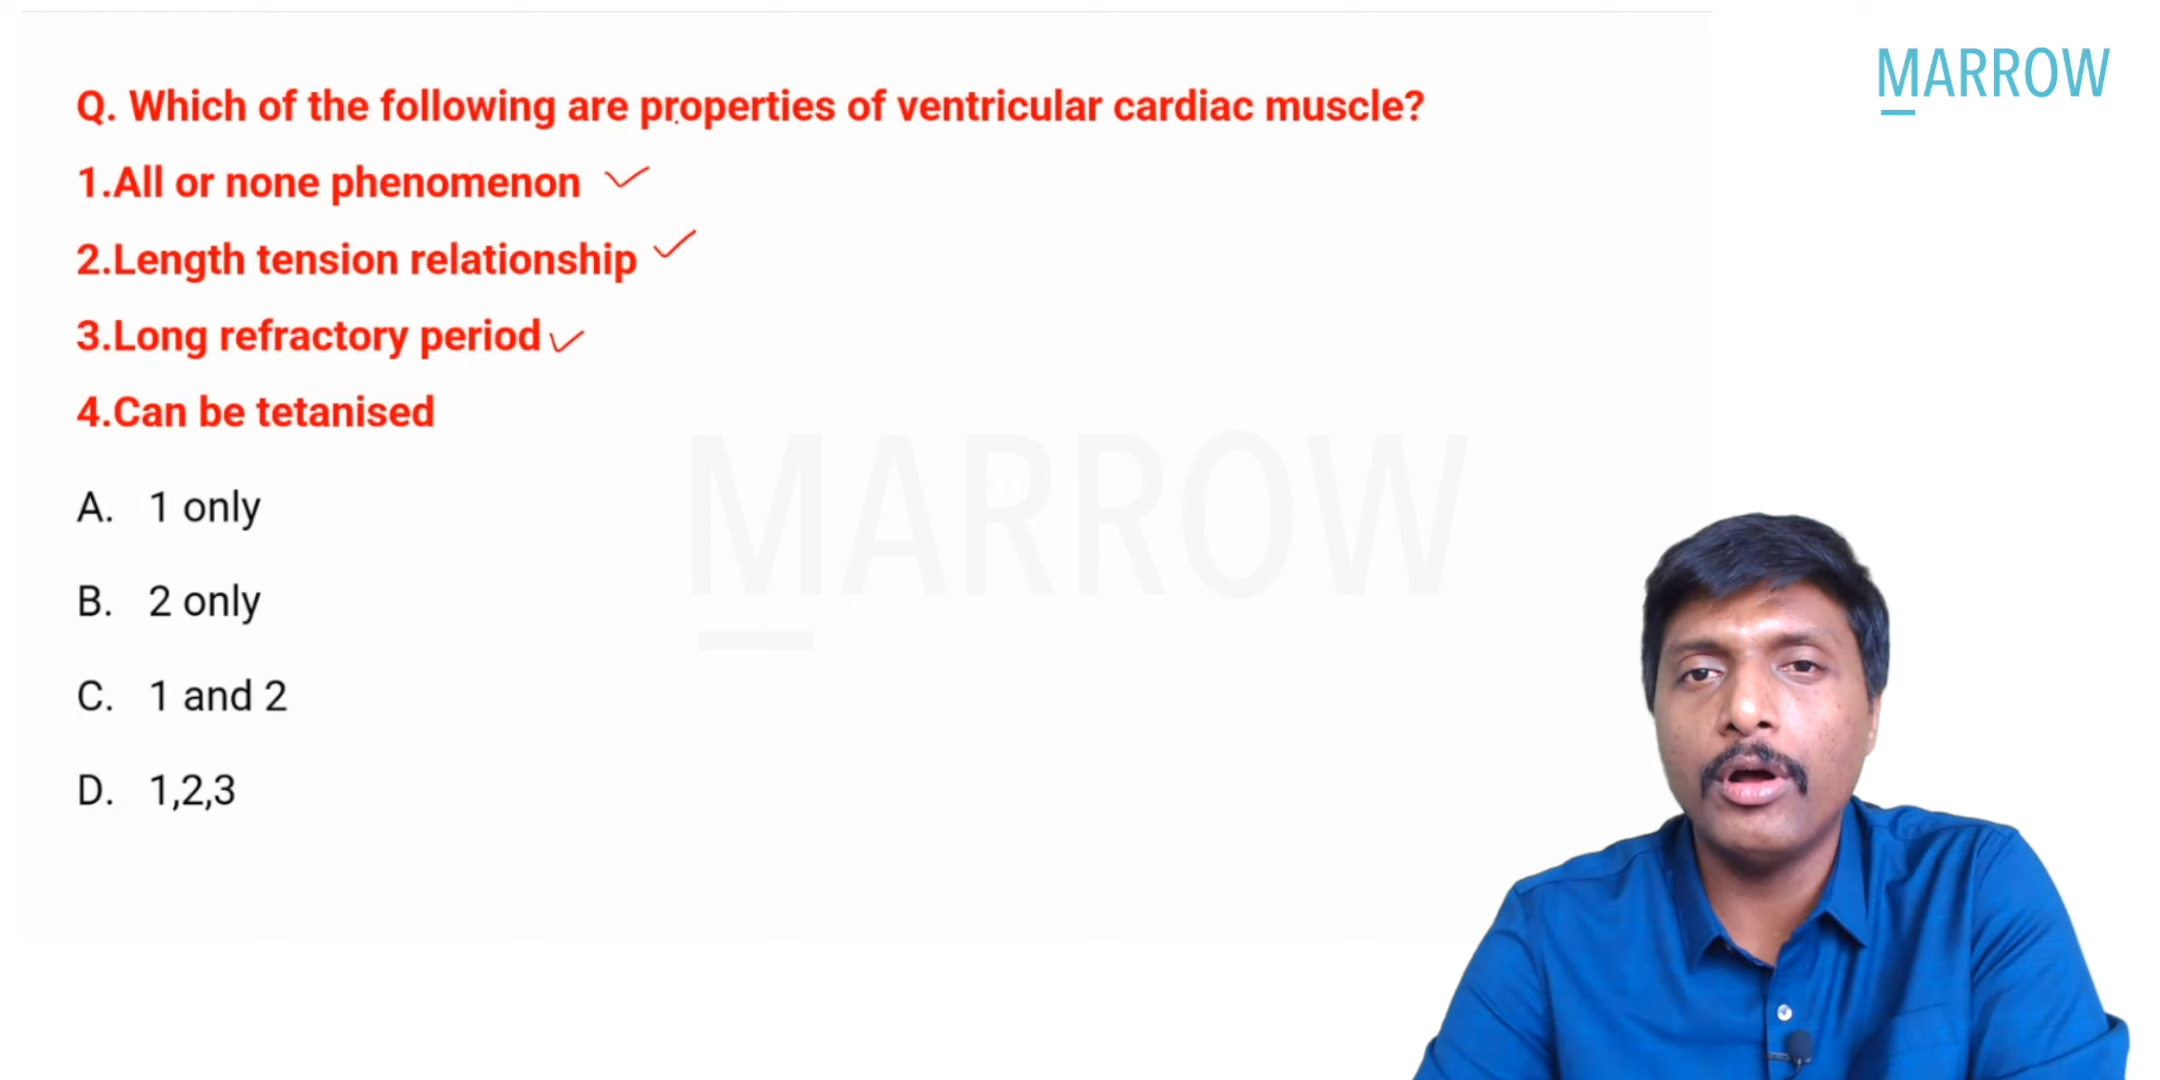 MARROW
Q. Which of the following are properties of ventricular cardiac muscle?
1.All or none phenomenon
2.Length tension relationship
3.Long refractory period
4.Can be tetanised
MARROW
A. 1 only
B. 2 only
C. 1 and 2
D. 1,2,3